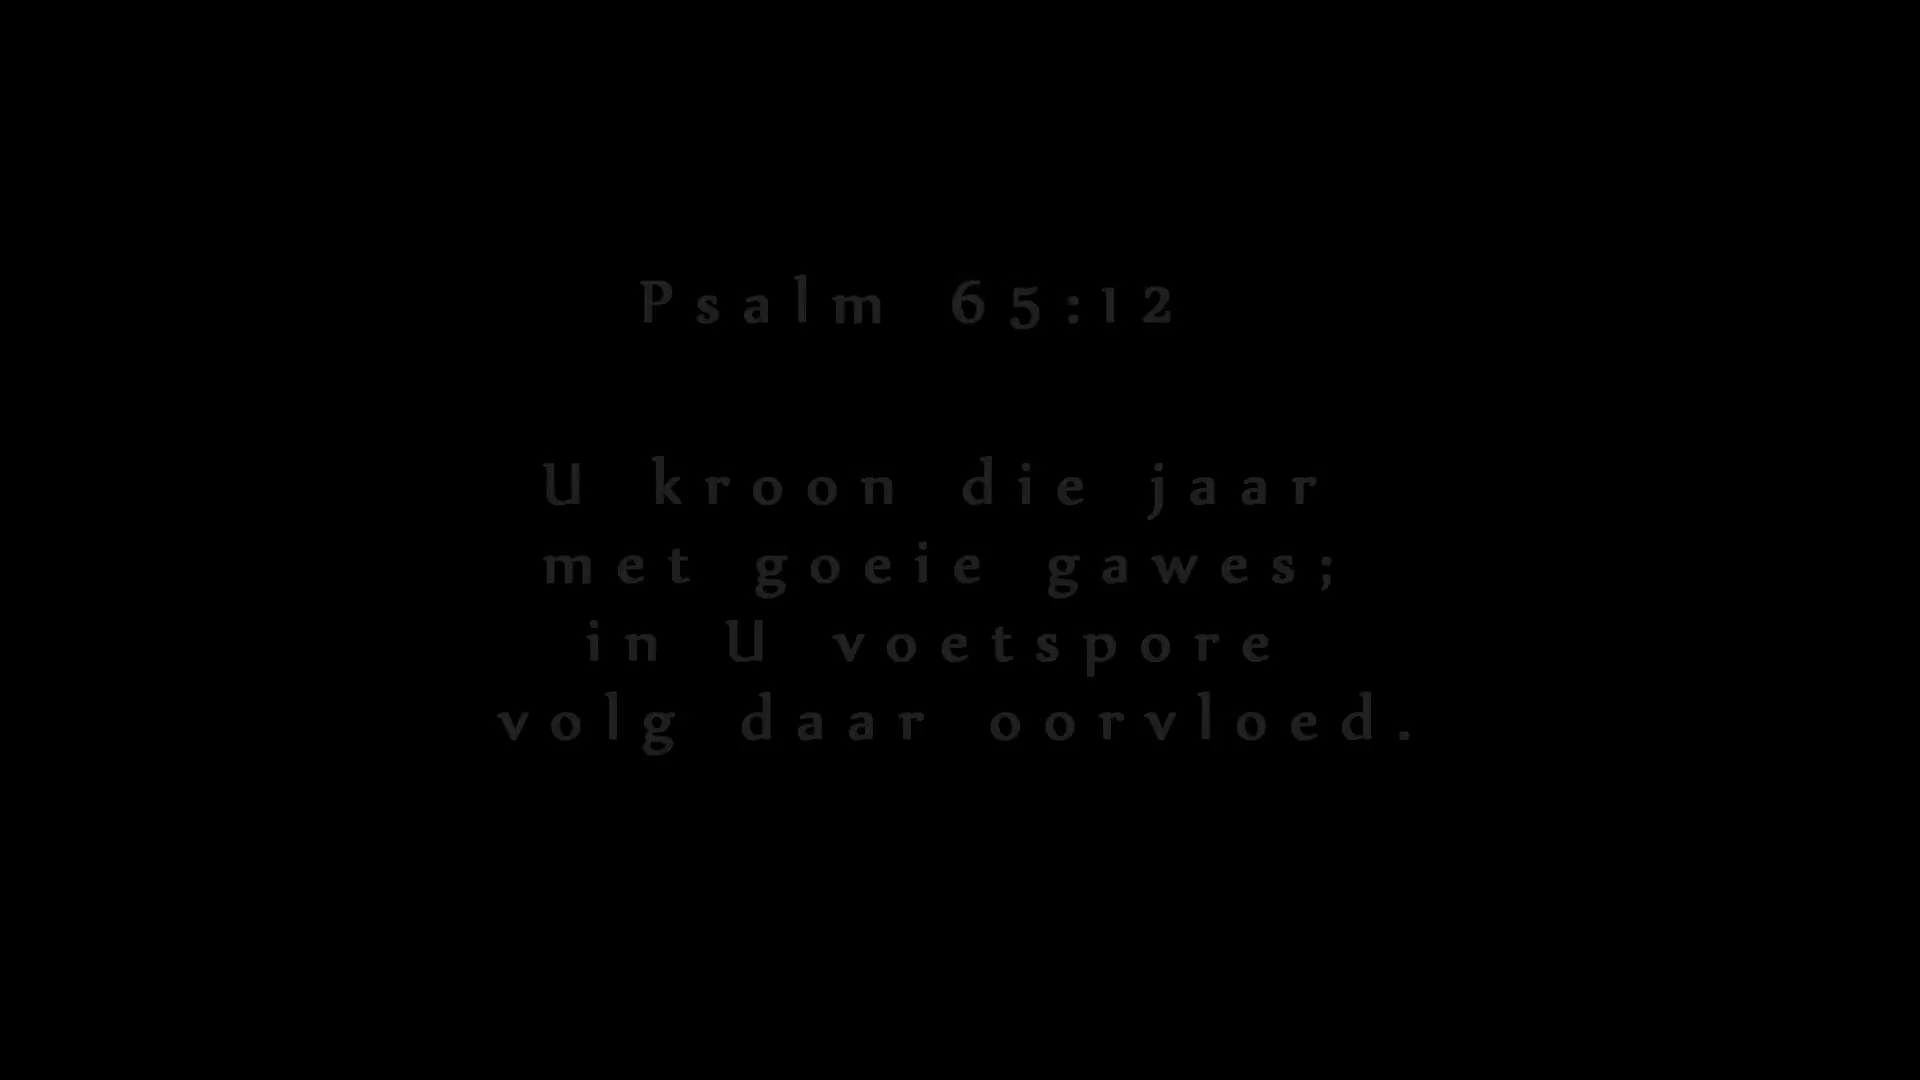 Psalm 65:12
U kroon die jaar
met goeie gawes;
in U voetspore
volg daar oorvloed.